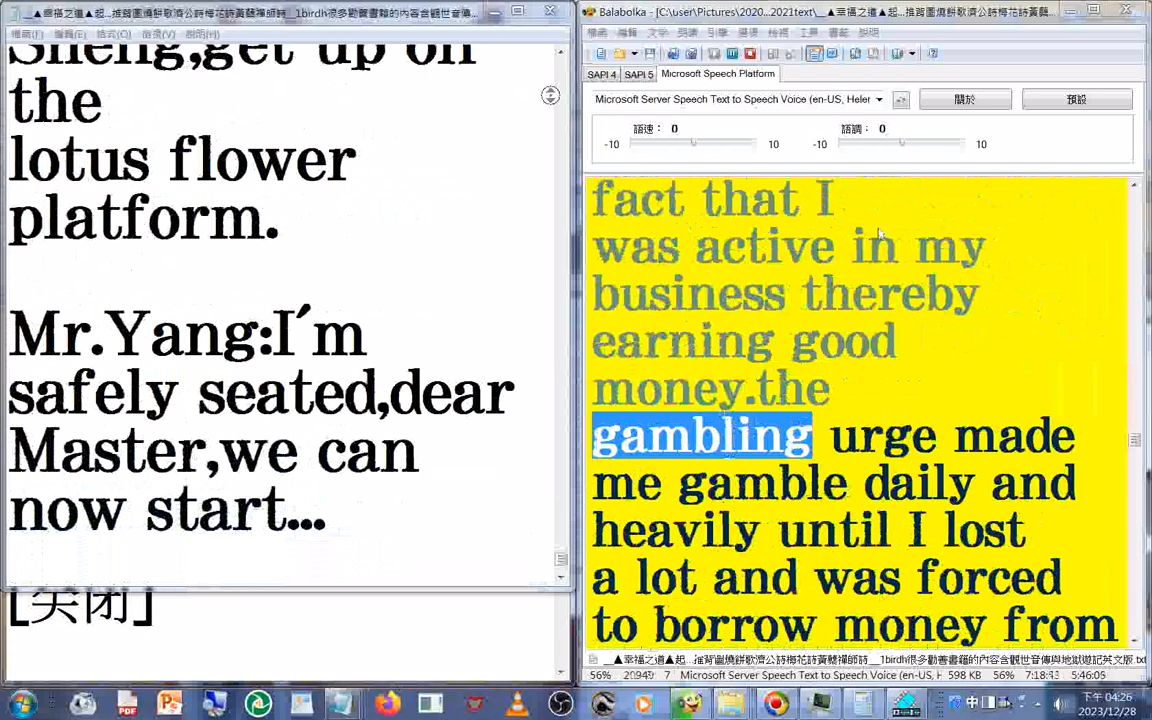 Sheng,get up on
the
lotus flower
platform.
Mr.Yang:I'm
safely seated,dear
Master,we can
now start...
[关闭]
Balabolka - [C:\user\Pictures\2020...2021text\
SAPI 4 SAPI 5 Microsoft Speech Platform
Microsoft Server Speech Text to Speech Voice (en-US, Helen
關於 預設
語速： 0 語調： 0
-10 10 -10 10
fact that I
was active in my
business thereby
earning good
money.the
gambling urge made
me gamble daily and
heavily until I lost
a lot and was forced
to borrow money from
56% 7 Microsoft Server Speech Text to Speech Voice (en-US, H 598 KB 56% 5:46:05
下午 04:26
2023/12/28